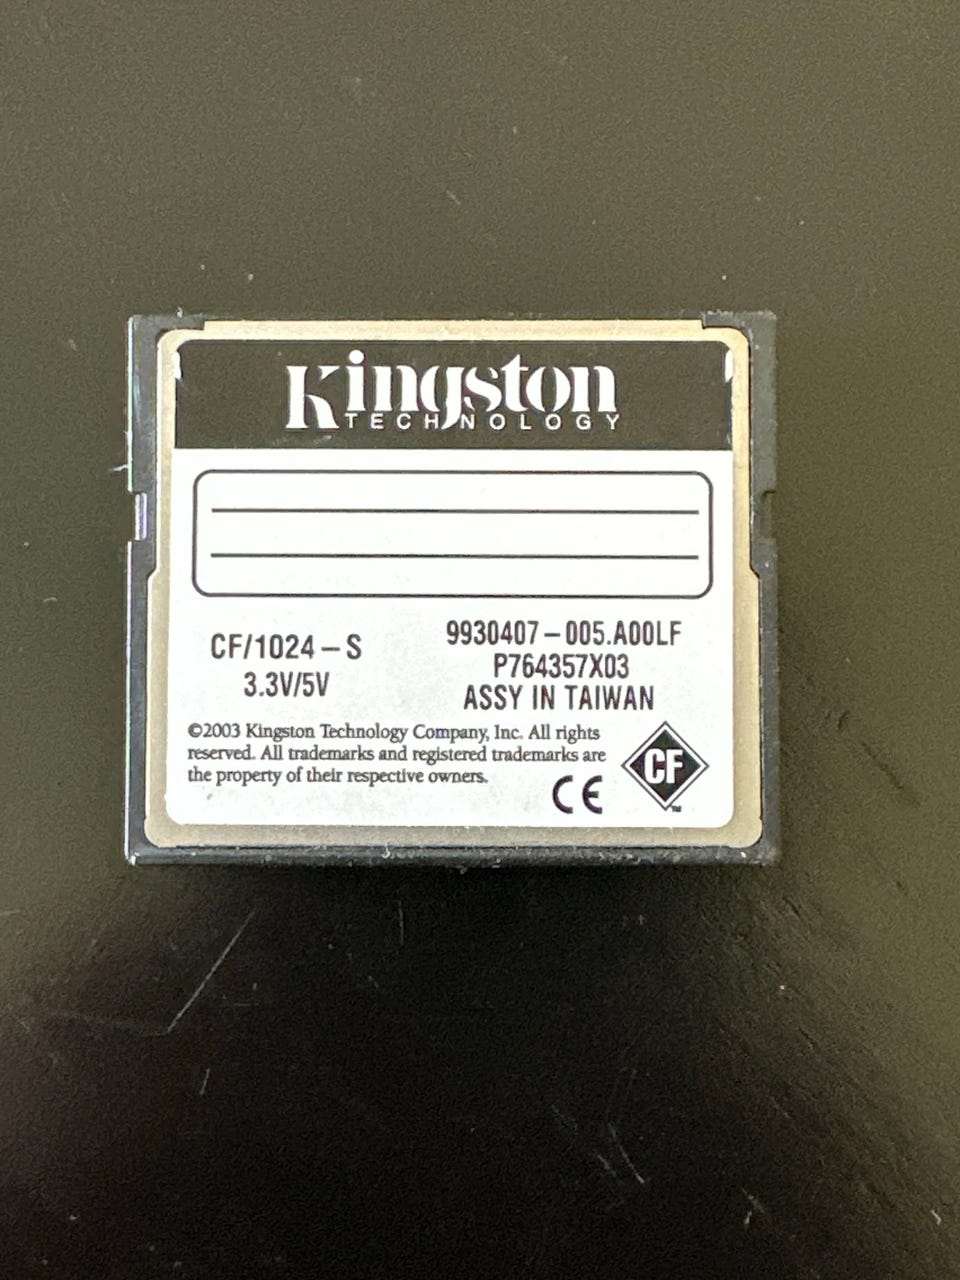 Kingston
TECHNOLOGY
CF/1024-S
3.3V/5V
9930407-005.A00LF
P764357X03
ASSY IN TAIWAN
©2003 Kingston Technology Company, Inc. All rights
reserved. All trademarks and registered trademarks are
the property of their respective owners.
CE
CF
™